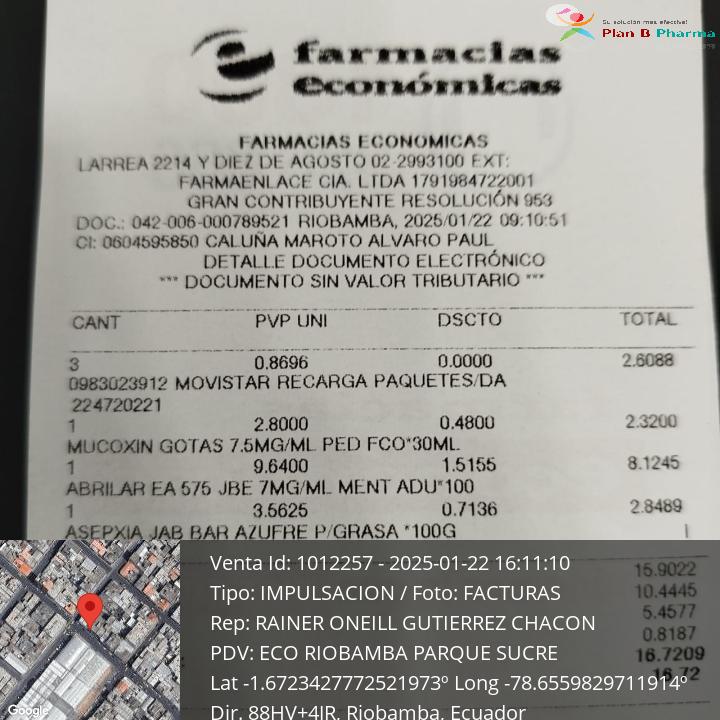 Su solución más efectiva!
Plan B Pharma
farmacias
económicas
FARMACIAS ECONOMICAS
LARREA 2214 Y DIEZ DE AGOSTO 02-2993100 EXT:
FARMAENLACE CIA. LTDA 1791984722001
GRAN CONTRIBUYENTE RESOLUCIÓN 953
DOC.: 042-006-000789521 RIOBAMBA, 2025/01/22 09:10:51
CI: 0604595850 CALUÑA MAROTO ALVARO PAUL
DETALLE DOCUMENTO ELECTRÓNICO
*** DOCUMENTO SIN VALOR TRIBUTARIO ***
CANT PVP UNI DSCTO TOTAL
3 0.8696 0.0000 2.6088
0983023912 MOVISTAR RECARGA PAQUETES/DA
224720221
1 2.8000 0.4800 2.3200
MUCOXIN GOTAS 7.5MG/ML PED FCO*30ML
1 9.6400 1.5155 8.1245
ABRILAR EA 575 JBE 7MG/ML MENT ADU*100
1 3.5625 0.7136 2.8489
ASEPXIA JAB BAR AZUFRE P/GRASA *100G I
15.9022
10.4445
5.4577
0.8187
16.7209
16.72
Venta Id: 1012257 - 2025-01-22 16:11:10
Tipo: IMPULSACION / Foto: FACTURAS
Rep: RAINER ONEILL GUTIERREZ CHACON
PDV: ECO RIOBAMBA PARQUE SUCRE
Lat -1.6723427772521973º Long -78.6559829711914º
Dir. 88HV+4JR, Riobamba, Ecuador
Google